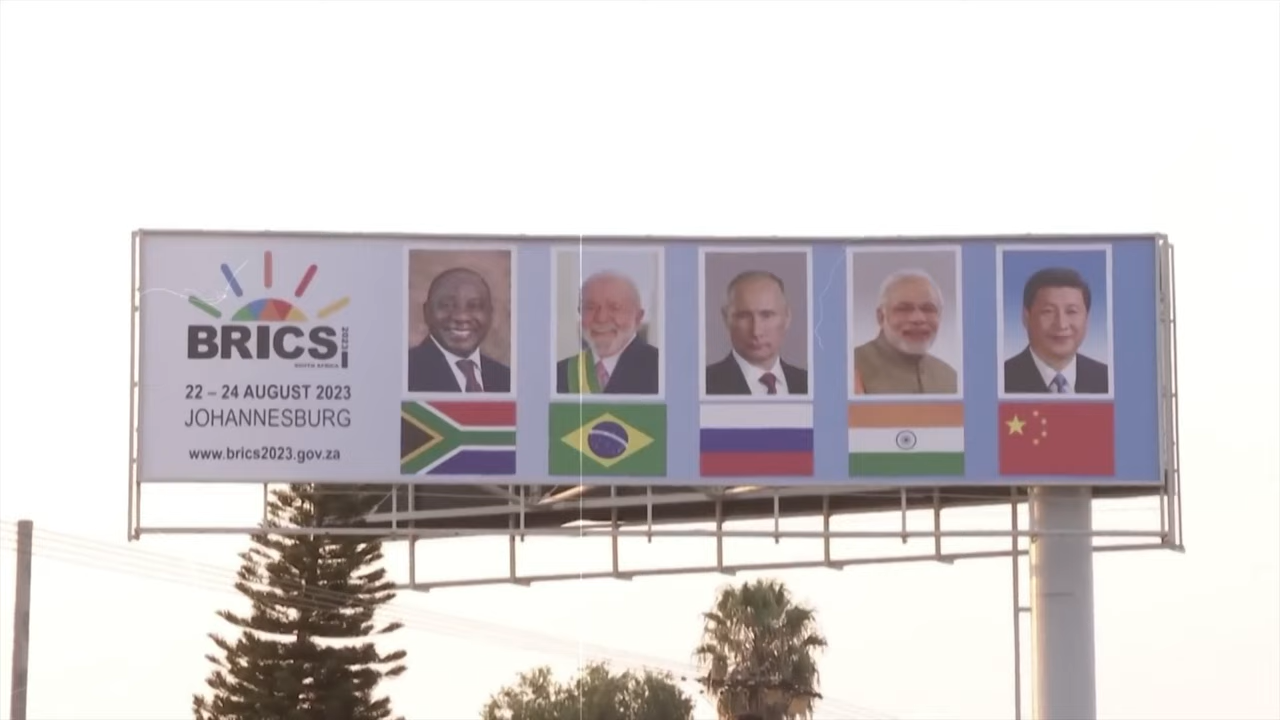 BRICS
2023
SOUTH AFRICA
22 – 24 AUGUST 2023
JOHANNESBURG
www.brics2023.gov.za